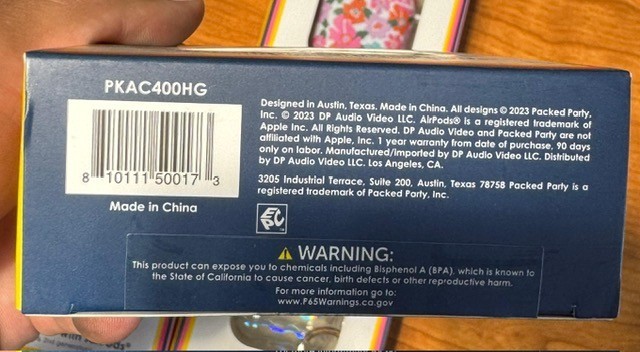 PKAC400HG
8 10111 50017 3
Made in China
Designed in Austin, Texas. Made in China. All designs © 2023 Packed Party,
Inc. © 2023 DP Audio Video LLC. AirPods® is a registered trademark of
Apple Inc. All Rights Reserved. DP Audio Video and Packed Party are not
affiliated with Apple, Inc. 1 year warranty from date of purchase, 90 days
only on labor. Manufactured/imported by DP Audio Video LLC. Distributed
by DP Audio Video LLC. Los Angeles, CA.
3205 Industrial Terrace, Suite 200, Austin, Texas 78758 Packed Party is a
registered trademark of Packed Party, Inc.
EPC
WARNING:
This product can expose you to chemicals including Bisphenol A (BPA), which is known to
the State of California to cause cancer, birth defects or other reproductive harm.
For more information go to:
www.P65Warnings.ca.gov